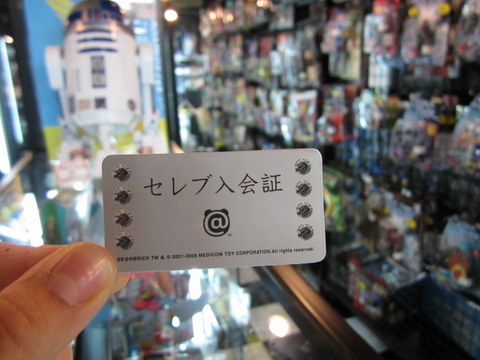 セレブ入会証
@
BE@RBRICK TM & © 2001-2008 MEDICOM TOY CORPORATION.All rights reserved.